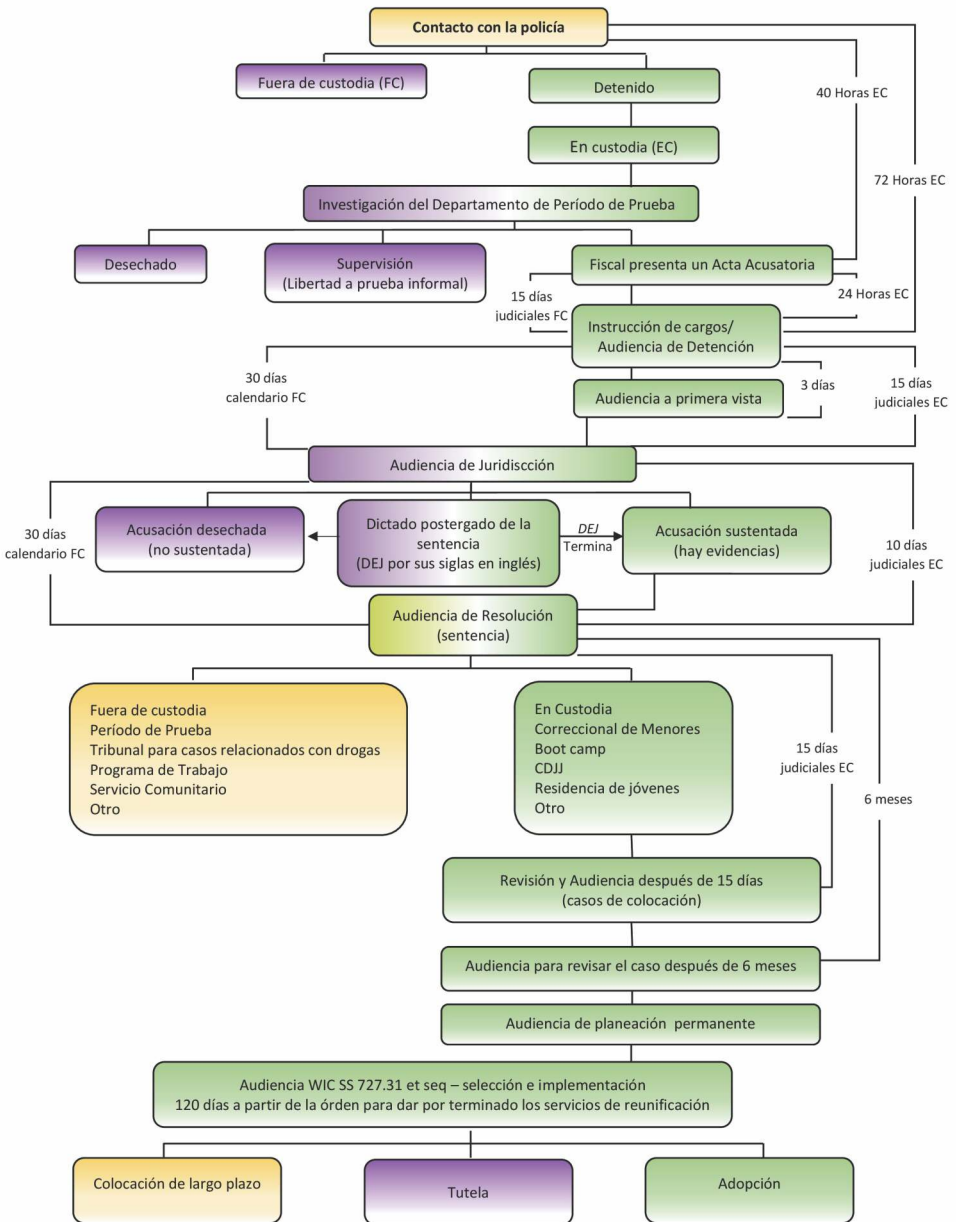 Contacto con la policía
Fuera de custodia (FC)
Detenido
40 Horas EC
En custodia (EC)
72 Horas EC
Investigación del Departamento de Período de Prueba
Desechado
Supervisión
(Libertad a prueba informal)
Fiscal presenta un Acta Acusatoria
15 días
judiciales FC
24 Horas EC
Instrucción de cargos/
Audiencia de Detención
30 días
calendario FC
Audiencia a primera vista
3 días
15 días
judiciales EC
Audiencia de Juridiscción
30 días
calendario FC
Acusación desechada
(no sustentada)
Dictado postergado de la
sentencia
(DEJ por sus siglas en inglés)
DEJ
Termina
Acusación sustentada
(hay evidencias)
10 días
judiciales EC
Audiencia de Resolución
(sentencia)
Fuera de custodia
Período de Prueba
Tribunal para casos relacionados con drogas
Programa de Trabajo
Servicio Comunitario
Otro
En Custodia
Correccional de Menores
Boot camp
CDJJ
Residencia de jóvenes
Otro
15 días
judiciales EC
6 meses
Revisión y Audiencia después de 15 días
(casos de colocación)
Audiencia para revisar el caso después de 6 meses
Audiencia de planeación permanente
Audiencia WIC SS 727.31 et seq – selección e implementación
120 días a partir de la órden para dar por terminado los servicios de reunificación
Colocación de largo plazo
Tutela
Adopción